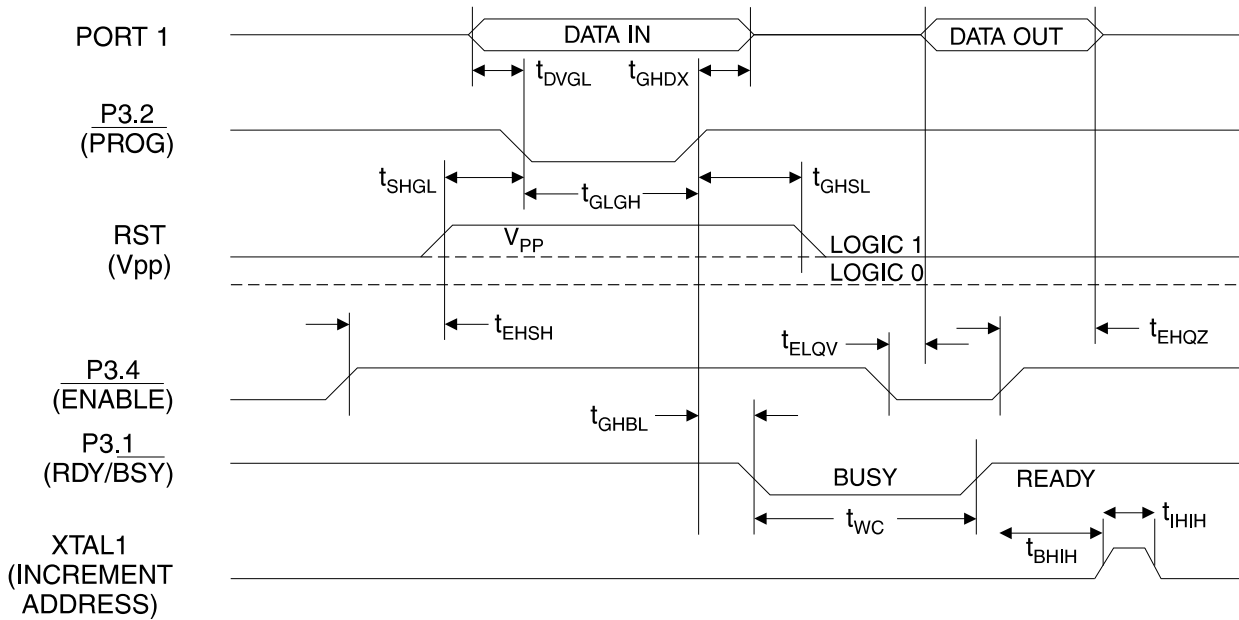 PORT 1
DATA IN
DATA OUT
tDVGL
tGHDX
P3.2
(PROG)
tSHGL
tGLGH
tGHSL
RST
(Vpp)
VPP
LOGIC 1
LOGIC 0
tEHSH
tELQV
tEHQZ
P3.4
(ENABLE)
tGHBL
P3.1
(RDY/BSY)
BUSY
READY
tWC
tIHIH
tBHIH
XTAL1
(INCREMENT
ADDRESS)